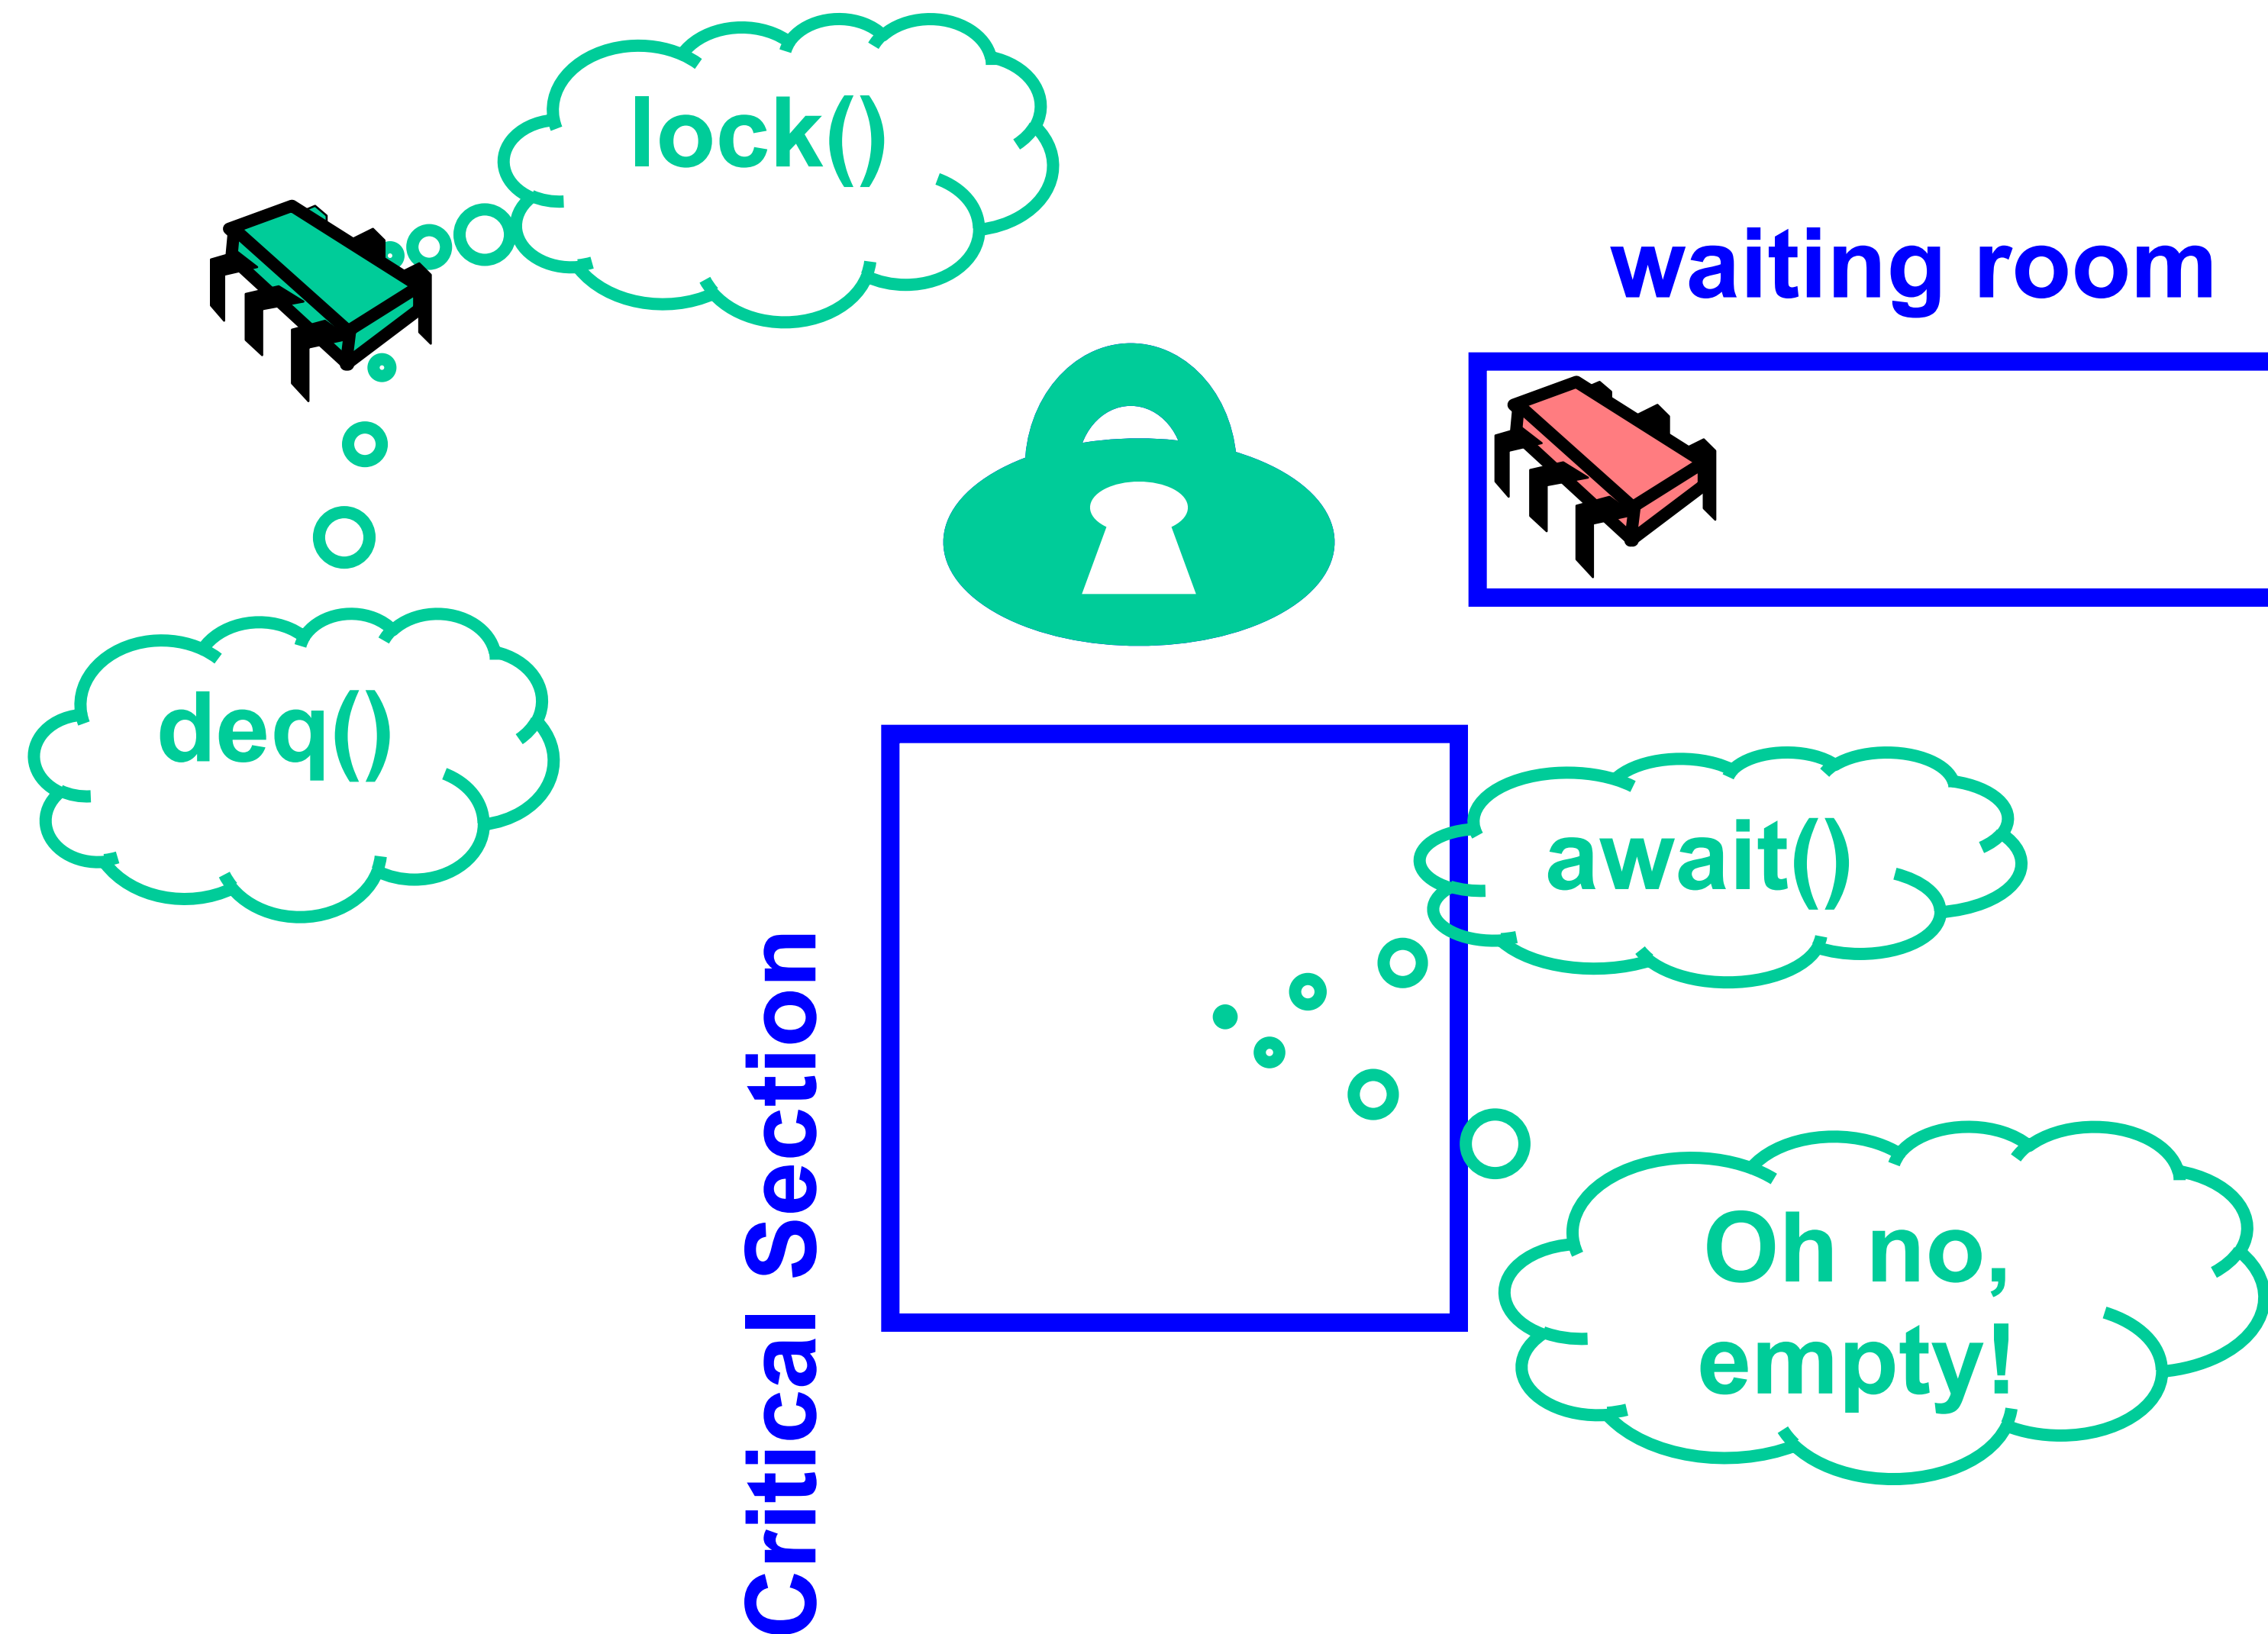 lock()
waiting room
deq()
await()
Critical Section
Oh no,
empty!